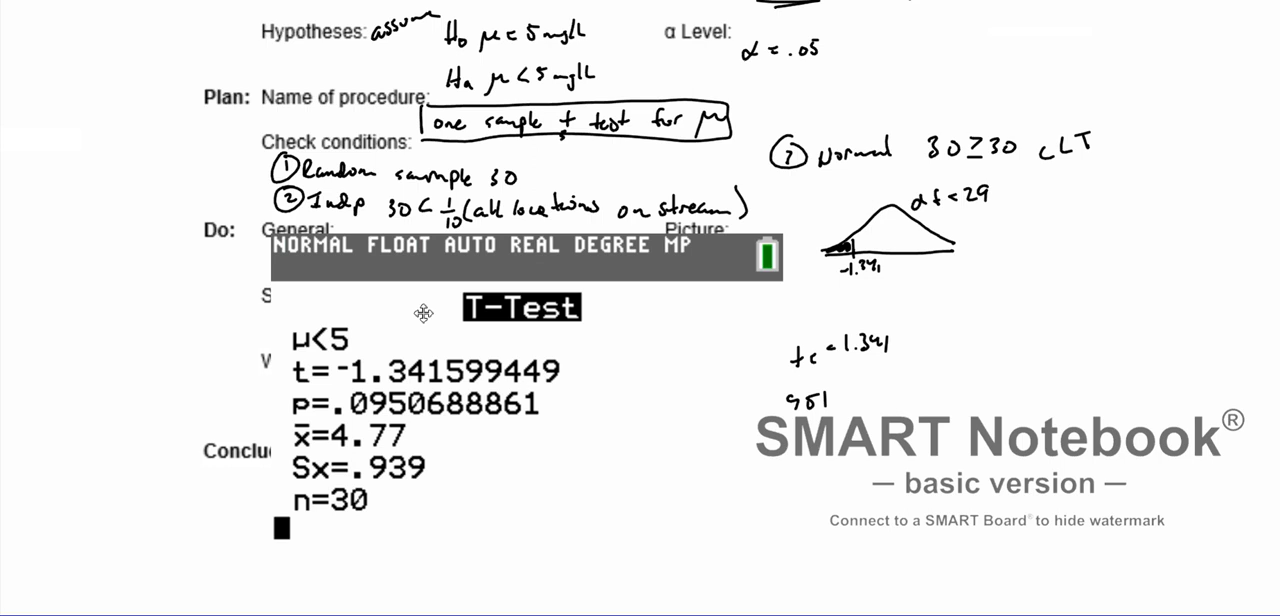 Hypotheses: assume H₀ μ = 5 mg/L α Level:
α = .05
Hₐ μ < 5 mg/L
Plan: Name of procedure:
one sample t test for μ
Check conditions:
① Random sample 30
② Indp 30 < 1/10 (all locations on stream)
③ Normal 30 ≥ 30 CLT
df = 29
-1.341
Do: General: Picture:
NORMAL FLOAT AUTO REAL DEGREE MP
S
T-Test
μ<5
t=-1.341599449
p=.0950688861
x̄=4.77
Sx=.939
n=30
W
t = -1.341
951
Conclu
SMART Notebook®
— basic version —
Connect to a SMART Board® to hide watermark